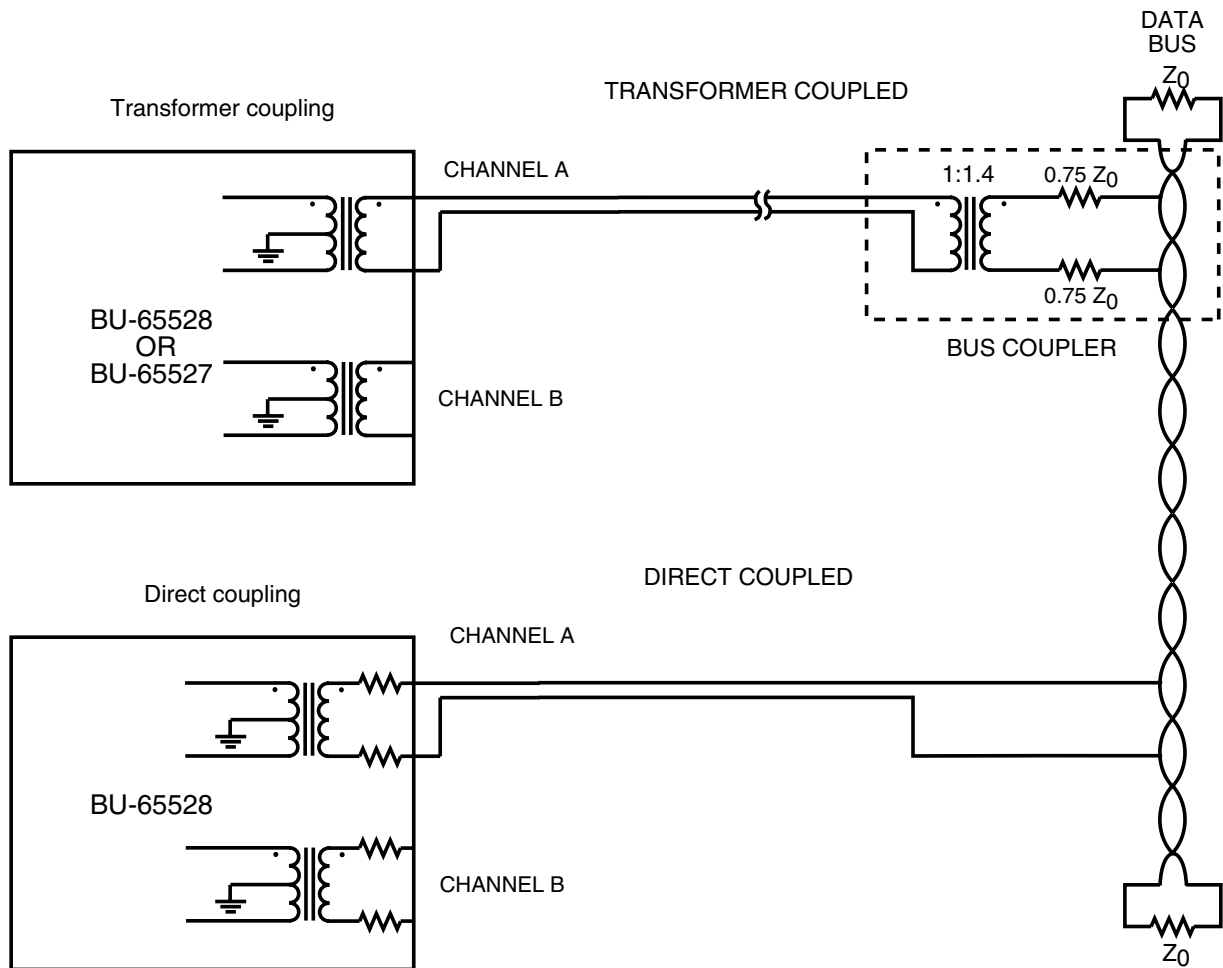 DATA
BUS
Z0
TRANSFORMER COUPLED
Transformer coupling
CHANNEL A
1:1.4
0.75 Z0
0.75 Z0
BUS COUPLER
BU-65528
OR
BU-65527
CHANNEL B
DIRECT COUPLED
Direct coupling
CHANNEL A
BU-65528
CHANNEL B
Z0